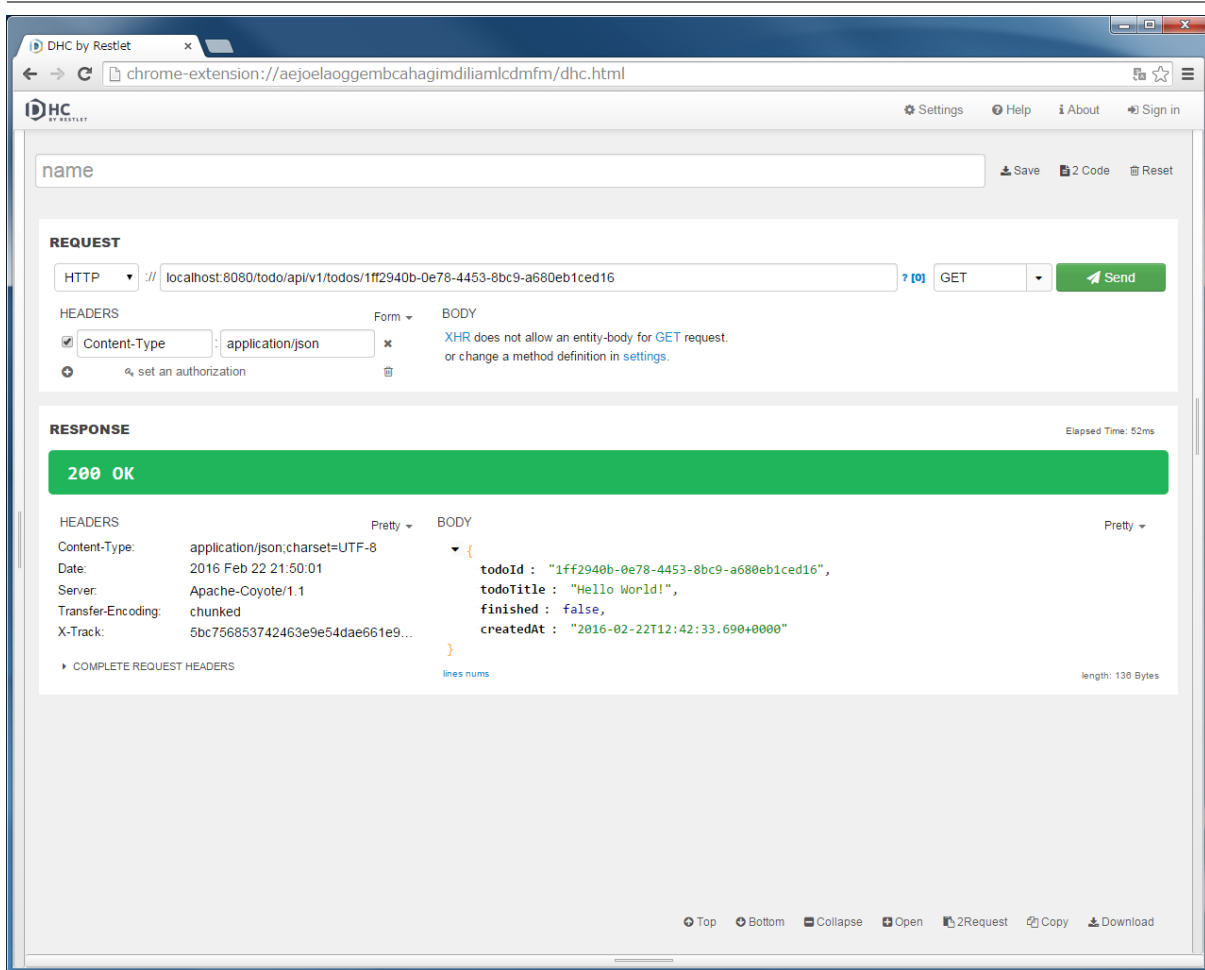 DHC by Restlet ×
chrome-extension://aejoelaoggembcahagimdiliamlcdmfm/dhc.html
DHC
BY RESTLET
Settings Help About Sign in
name
Save 2 Code Reset
REQUEST
HTTP :// localhost:8080/todo/api/v1/todos/1ff2940b-0e78-4453-8bc9-a680eb1ced16 ? [0] GET Send
HEADERS Form BODY
Content-Type : application/json
XHR does not allow an entity-body for GET request.
or change a method definition in settings.
set an authorization
RESPONSE
Elapsed Time: 52ms
200 OK
HEADERS Pretty BODY Pretty
Content-Type: application/json;charset=UTF-8
Date: 2016 Feb 22 21:50:01
Server: Apache-Coyote/1.1
Transfer-Encoding: chunked
X-Track: 5bc756853742463e9e54dae661e9...
COMPLETE REQUEST HEADERS
{
todoId : "1ff2940b-0e78-4453-8bc9-a680eb1ced16",
todoTitle : "Hello World!",
finished : false,
createdAt : "2016-02-22T12:42:33.690+0000"
}
lines nums
length: 136 Bytes
Top Bottom Collapse Open 2Request Copy Download